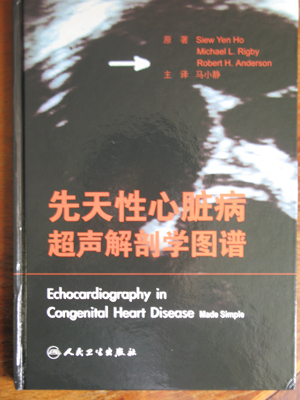 原 著 Siew Yen Ho
Michael L. Rigby
Robert H. Anderson
主 译 马小静
先天性心脏病
超声解剖学图谱
Echocardiography in
Congenital Heart Disease Made Simple
人民卫生出版社